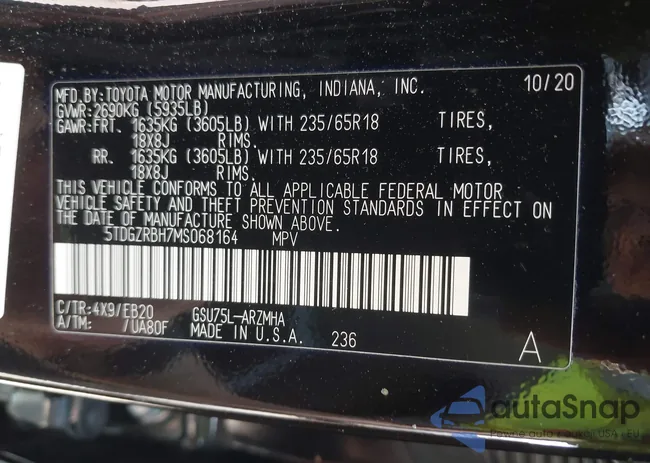 MFD.BY:TOYOTA MOTOR MANUFACTURING, INDIANA, INC. 10/20
GVWR:2690KG (5935LB)
GAWR:FRT. 1635KG (3605LB) WITH 235/65R18 TIRES,
18X8J RIMS.
RR. 1635KG (3605LB) WITH 235/65R18 TIRES,
18X8J RIMS.
THIS VEHICLE CONFORMS TO ALL APPLICABLE FEDERAL MOTOR
VEHICLE SAFETY AND THEFT PREVENTION STANDARDS IN EFFECT ON
THE DATE OF MANUFACTURE SHOWN ABOVE.
5TDGZRBH7MS068164 MPV
C/TR:4X9/EB20 GSU75L-ARZMHA
A/TM: /UA80F MADE IN U.S.A. 236 A
autaSnap
USA EU